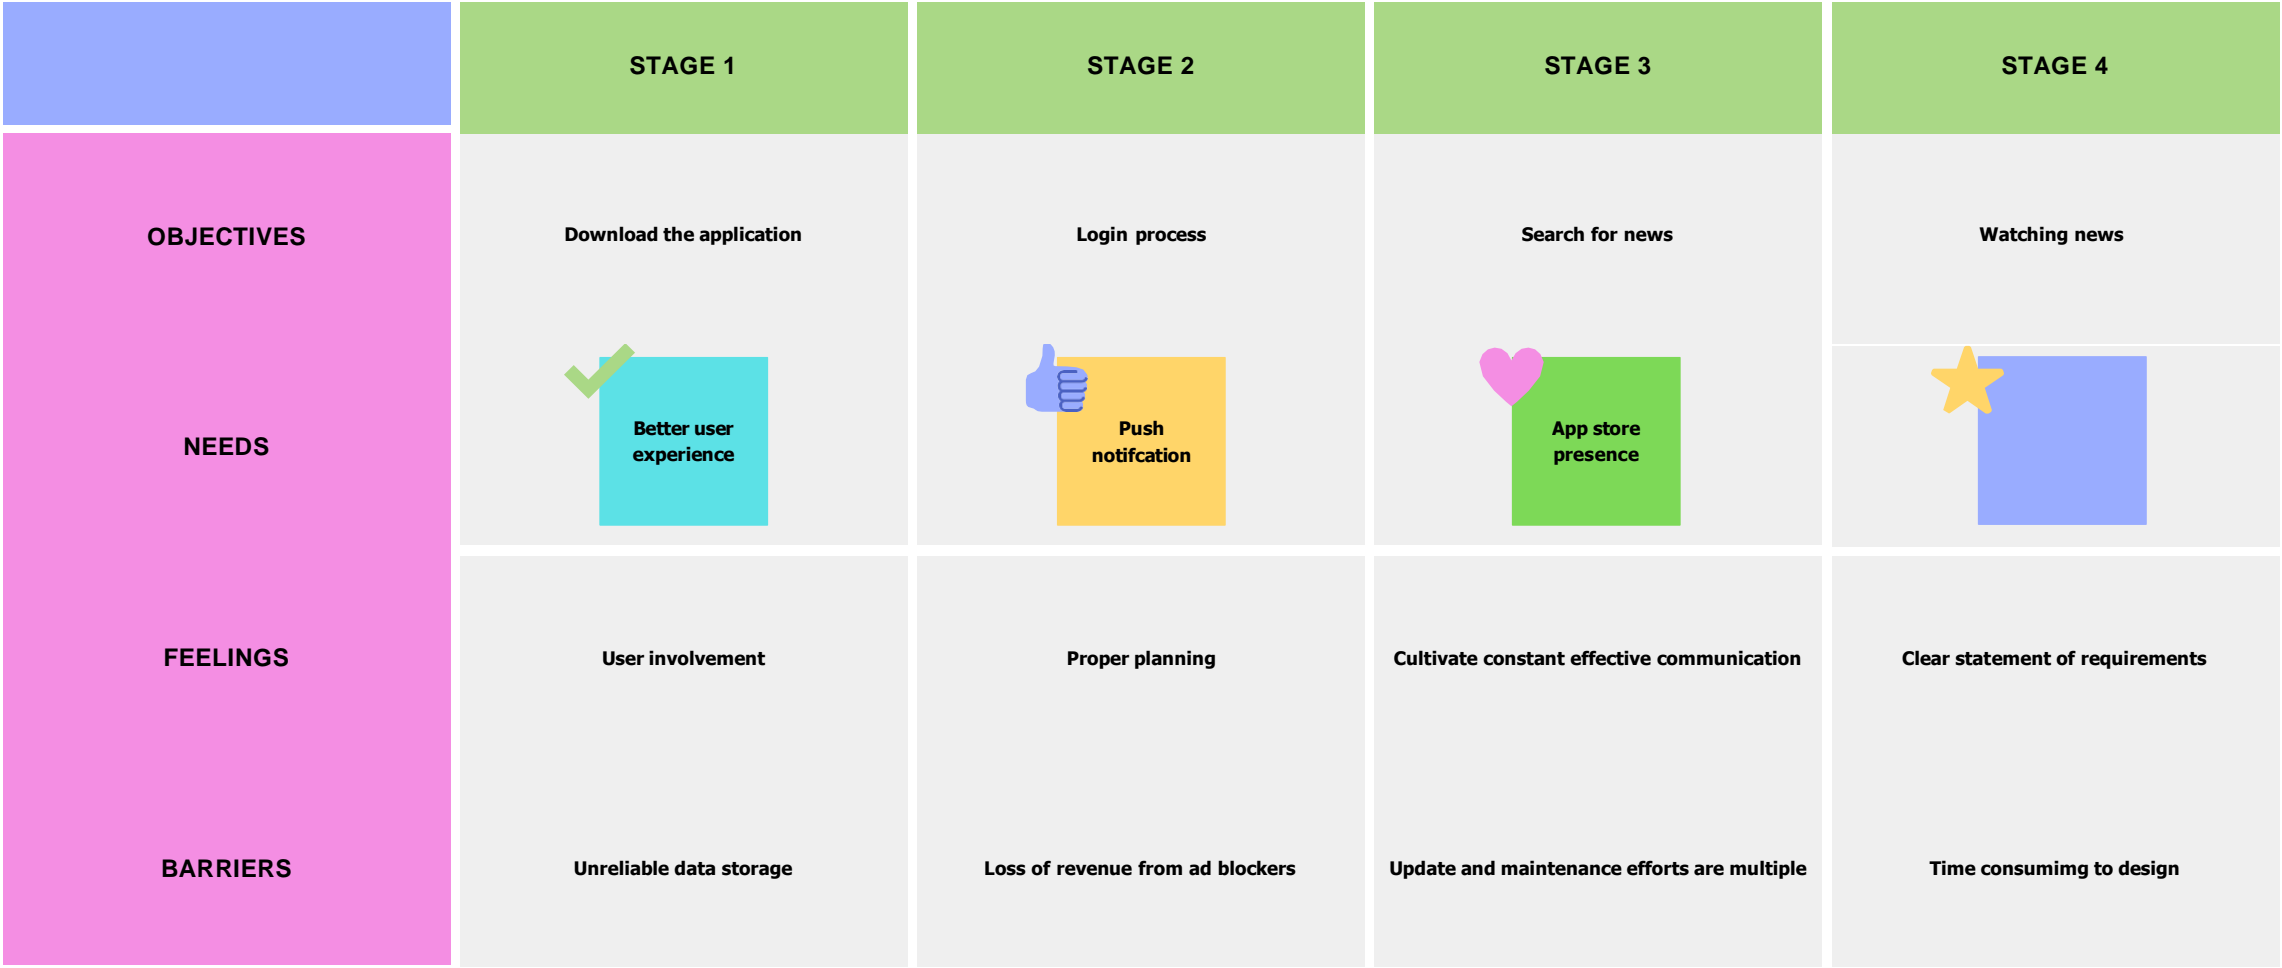 STAGE 1
STAGE 2
STAGE 3
STAGE 4
OBJECTIVES
Download the application
Login process
Search for news
Watching news
NEEDS
Better user
experience
Push
notifcation
App store
presence
FEELINGS
User involvement
Proper planning
Cultivate constant effective communication
Clear statement of requirements
BARRIERS
Unreliable data storage
Loss of revenue from ad blockers
Update and maintenance efforts are multiple
Time consumimg to design